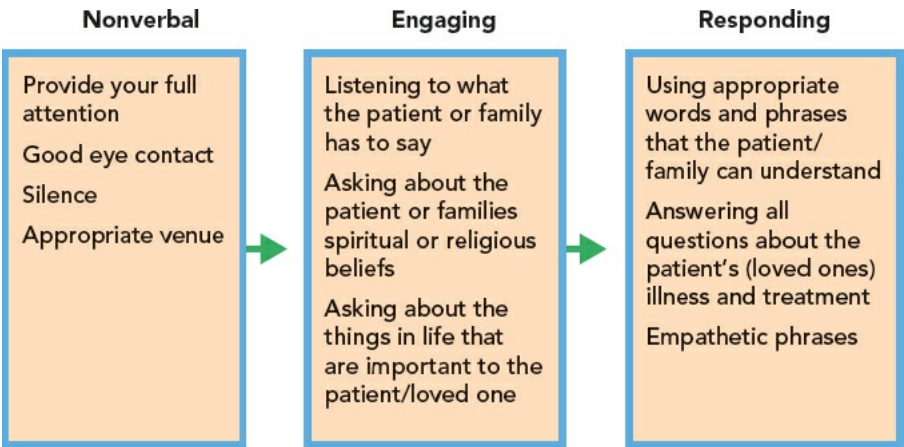 Nonverbal
Provide your full
attention
Good eye contact
Silence
Appropriate venue
Engaging
Listening to what
the patient or family
has to say
Asking about the
patient or families
spiritual or religious
beliefs
Asking about the
things in life that
are important to the
patient/loved one
Responding
Using appropriate
words and phrases
that the patient/
family can understand
Answering all
questions about the
patient's (loved ones)
illness and treatment
Empathetic phrases